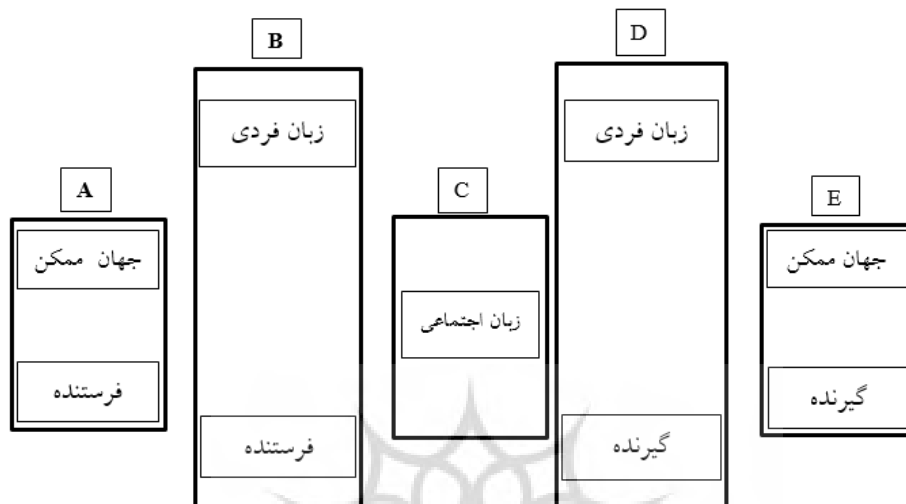 B
D
زبان فردی
زبان فردی
A
C
E
جهان ممکن
جهان ممکن
زبان اجتماعی
فرستنده
گیرنده
فرستنده
گیرنده